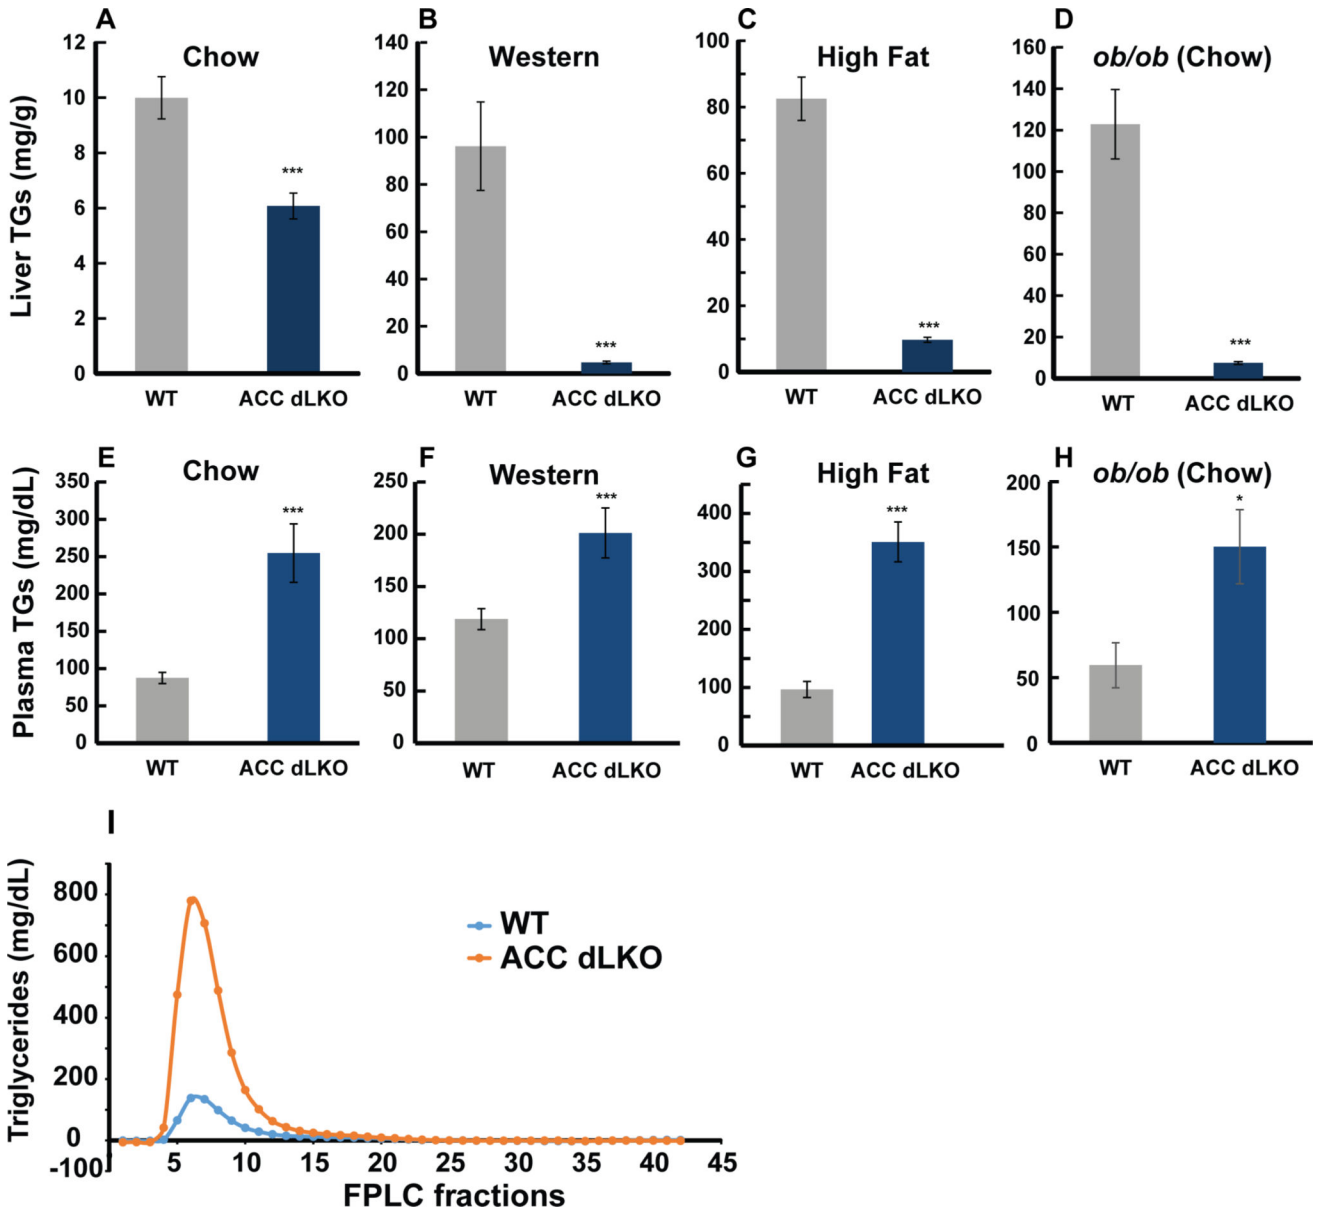 A
B
C
D
Chow
Western
High Fat
ob/ob (Chow)
Liver TGs (mg/g)
12
10
8
6
4
2
0
***
WT
ACC dLKO
140
120
100
80
60
40
20
0
***
WT
ACC dLKO
100
80
60
40
20
0
***
WT
ACC dLKO
160
140
120
100
80
60
40
20
0
***
WT
ACC dLKO
E
F
G
H
Chow
Western
High Fat
ob/ob (Chow)
Plasma TGs (mg/dL)
350
300
250
200
150
100
50
0
***
WT
ACC dLKO
250
200
150
100
50
0
***
WT
ACC dLKO
400
300
200
100
0
***
WT
ACC dLKO
200
150
100
50
0
*
WT
ACC dLKO
I
Triglycerides (mg/dL)
800
600
400
200
0
-100
WT
ACC dLKO
5 10 15 20 25 30 35 40 45
FPLC fractions